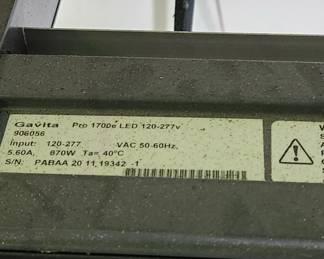 Gavita Pro 1700e LED 120-277v
906056
Input: 120-277 VAC 50-60Hz,
5.60A, 670W Ta= 40°C
S/N: PABAA 20 11,19342 -1